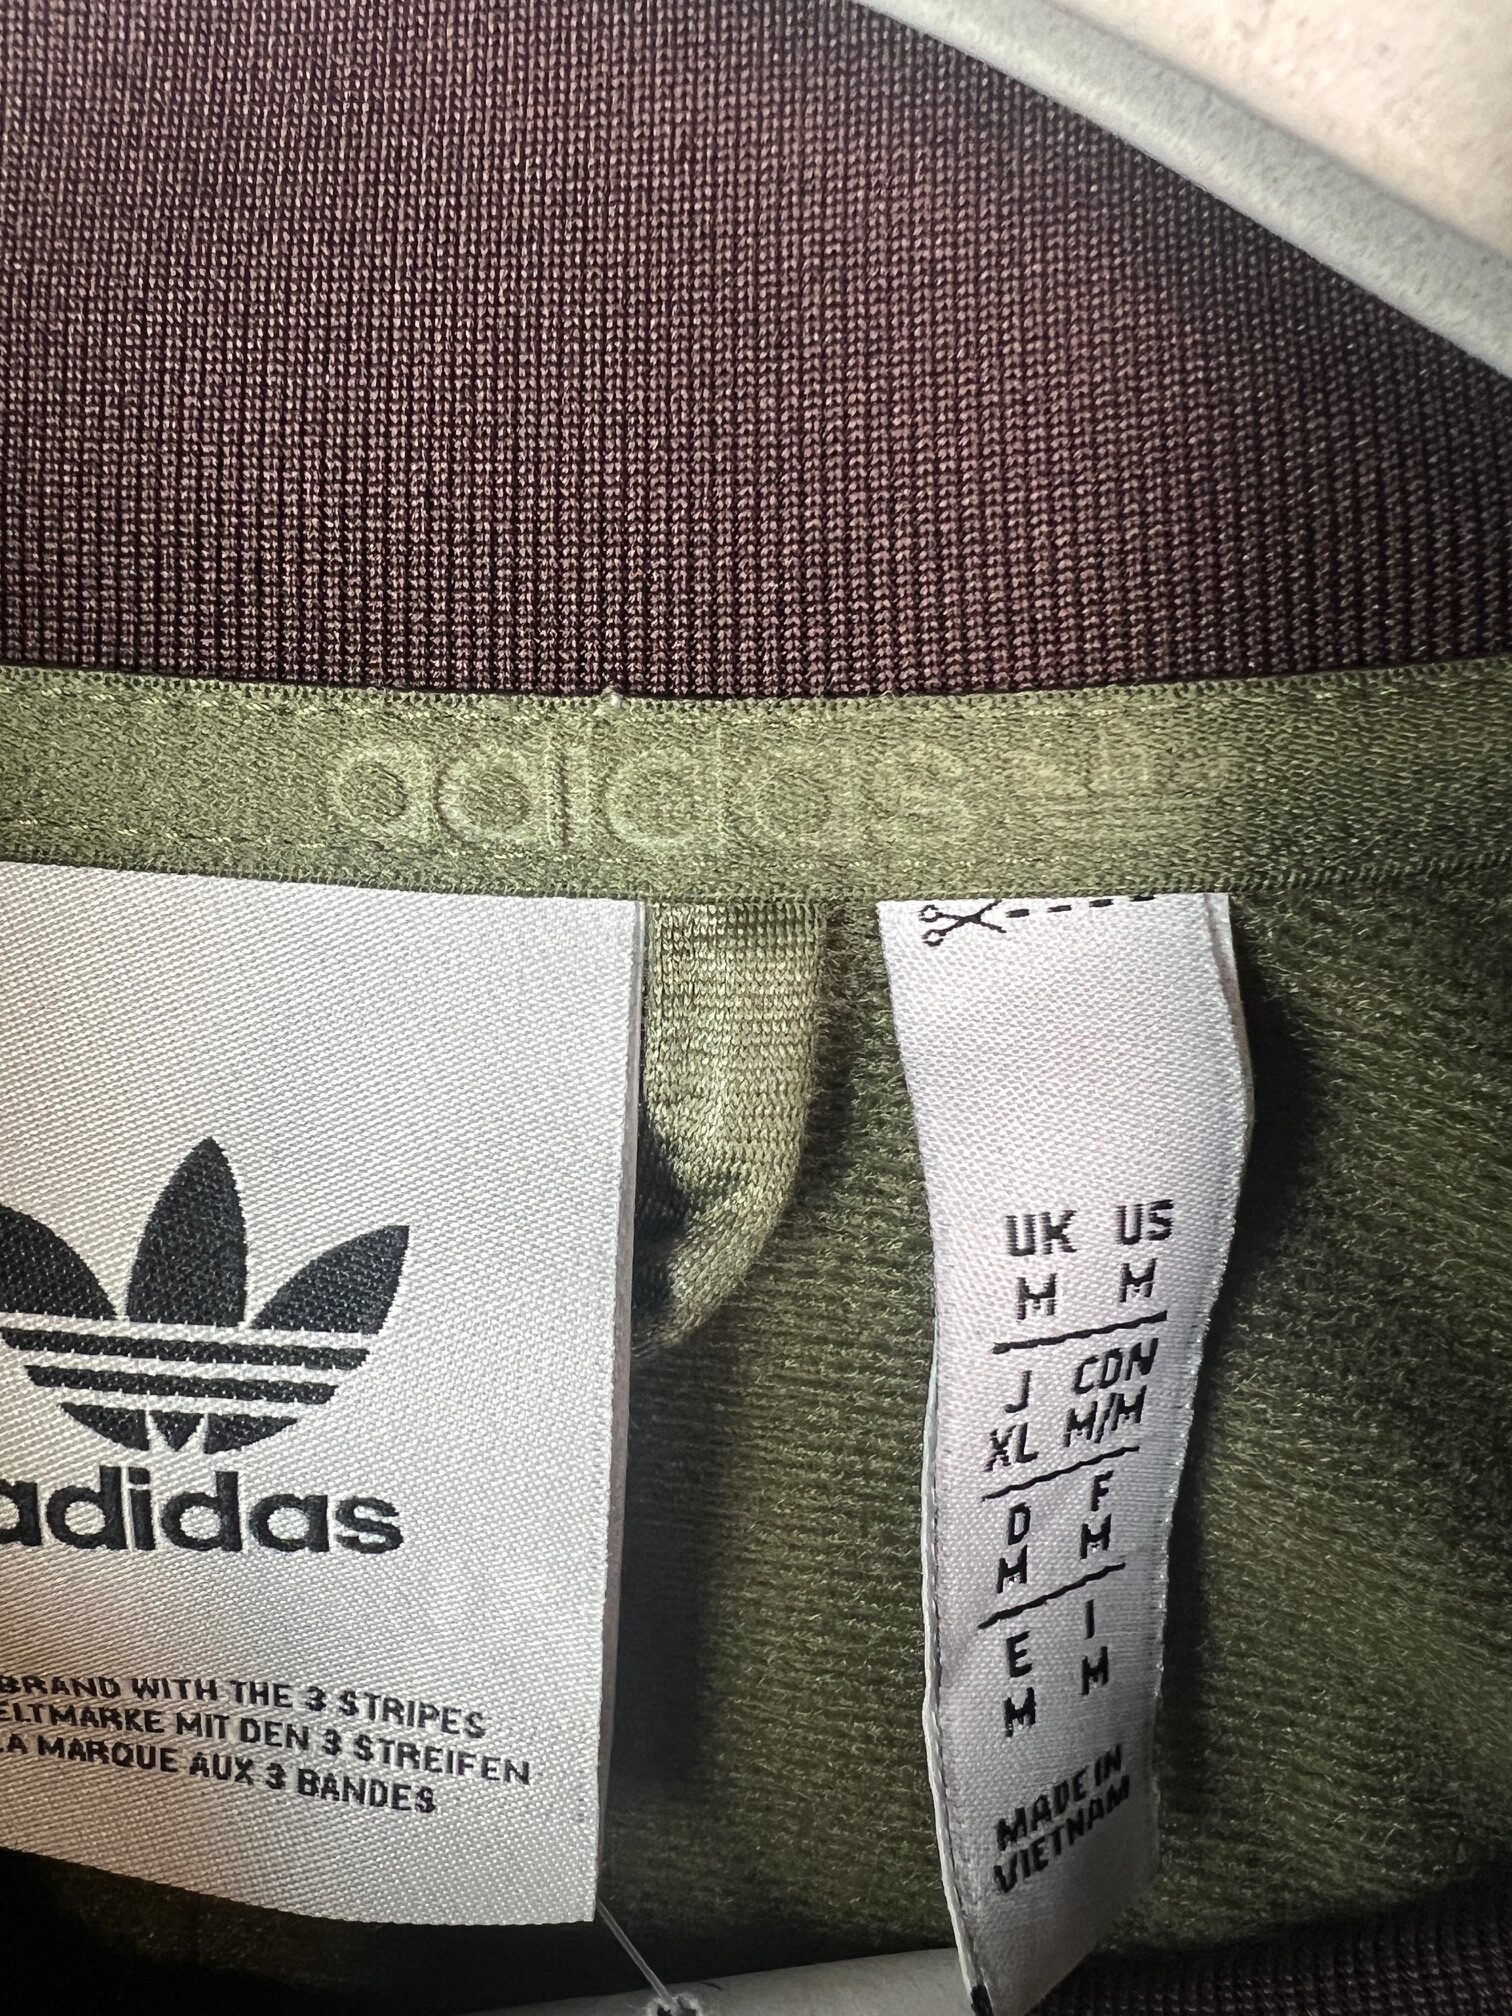 adidas
adidas
BRAND WITH THE 3 STRIPES
ELTMARKE MIT DEN 3 STREIFEN
LA MARQUE AUX 3 BANDES
UK US
M M
J CDN
XL M/M
D F
M M
E I
M M
MADE IN
VIETNAM